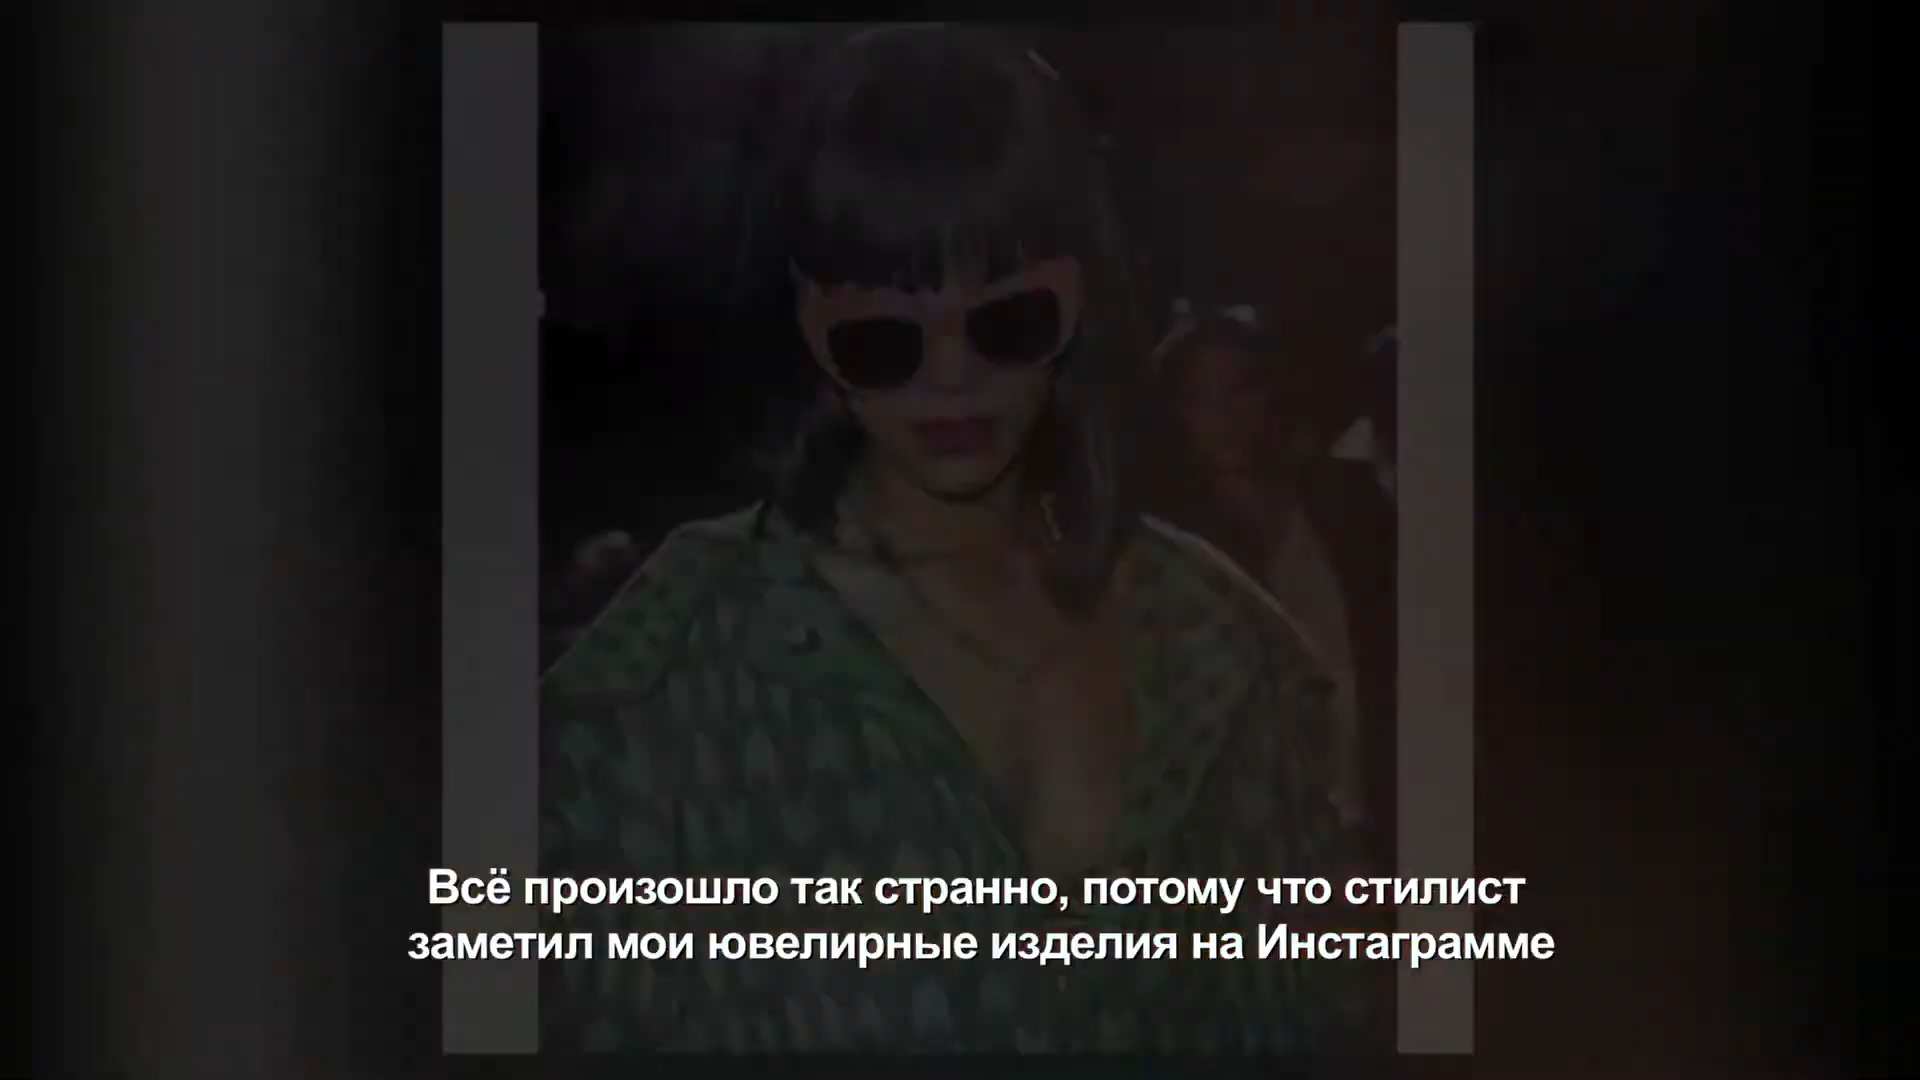 Всё произошло так странно, потому что стилист
заметил мои ювелирные изделия на Инстаграмме